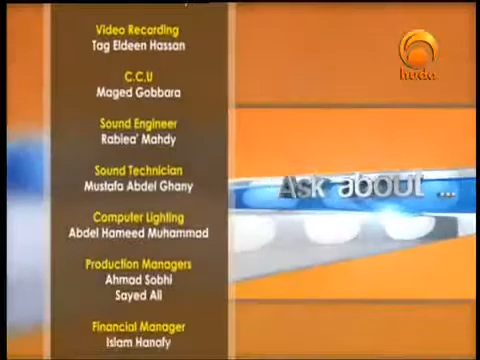 Video Recording
Tag Eldeen Hassan
C.C.U
Maged Gobbara
Sound Engineer
Rabiea' Mahdy
Sound Technician
Mustafa Abdel Ghany
Computer Lighting
Abdel Hameed Muhammad
Production Managers
Ahmad Sobhi
Sayed Ali
Financial Manager
Islam Hanafy
huda
Ask about ...